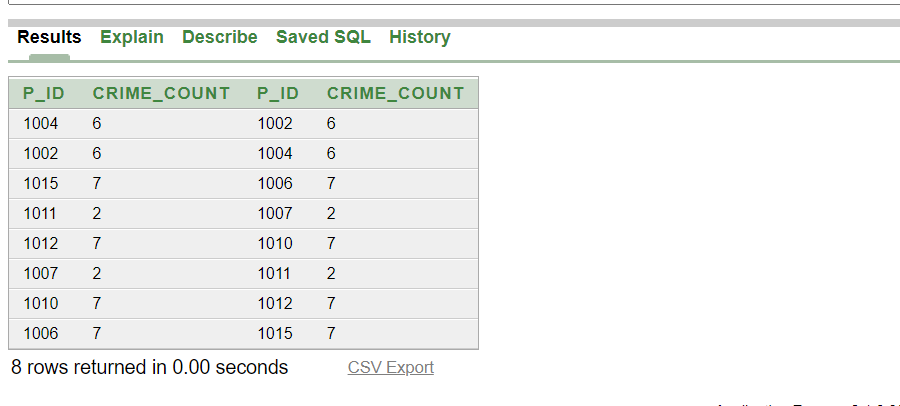 Results Explain Describe Saved SQL History
P_ID CRIME_COUNT P_ID CRIME_COUNT
1004 6 1002 6
1002 6 1004 6
1015 7 1006 7
1011 2 1007 2
1012 7 1010 7
1007 2 1011 2
1010 7 1012 7
1006 7 1015 7
8 rows returned in 0.00 seconds CSV Export